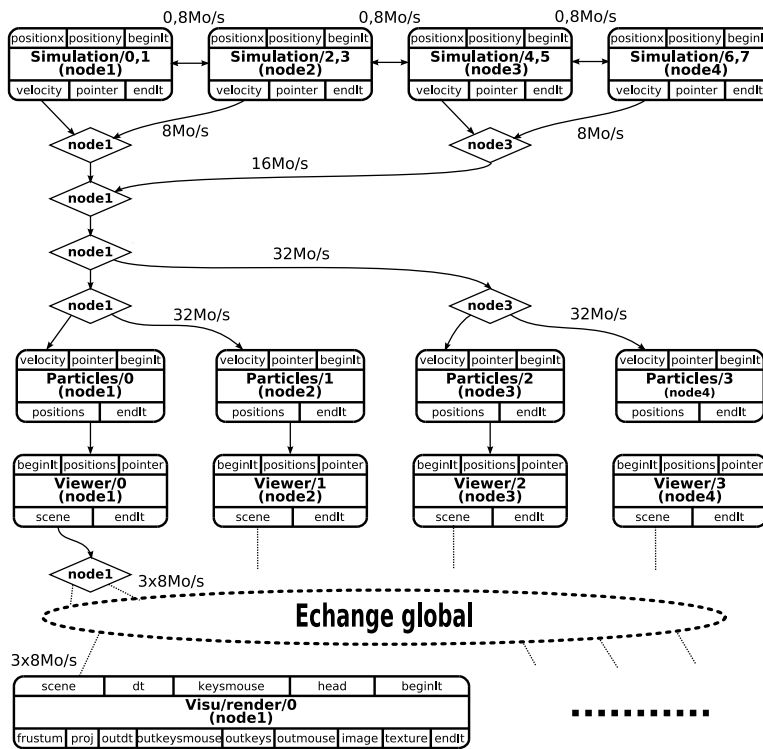 0,8Mo/s 0,8Mo/s 0,8Mo/s
positionx positiony beginIt positionx positiony beginIt positionx positiony beginIt positionx positiony beginIt
Simulation/0,1 Simulation/2,3 Simulation/4,5 Simulation/6,7
(node1) (node2) (node3) (node4)
velocity pointer endIt velocity pointer endIt velocity pointer endIt velocity pointer endIt
8Mo/s 8Mo/s
node1 node3
16Mo/s
node1
node1 32Mo/s
node1 32Mo/s node3 32Mo/s
velocity pointer beginIt velocity pointer beginIt velocity pointer beginIt velocity pointer beginIt
Particles/0 Particles/1 Particles/2 Particles/3
(node1) (node2) (node3) (node4)
positions endIt positions endIt positions endIt positions endIt
beginIt positions pointer beginIt positions pointer beginIt positions pointer beginIt positions pointer
Viewer/0 Viewer/1 Viewer/2 Viewer/3
(node1) (node2) (node3) (node4)
scene endIt scene endIt scene endIt scene endIt
node1 3x8Mo/s
Echange global
3x8Mo/s
scene dt keysmouse head beginIt
Visu/render/0
(node1)
frustum proj outdt outkeysmouse outkeys outmouse image texture endIt